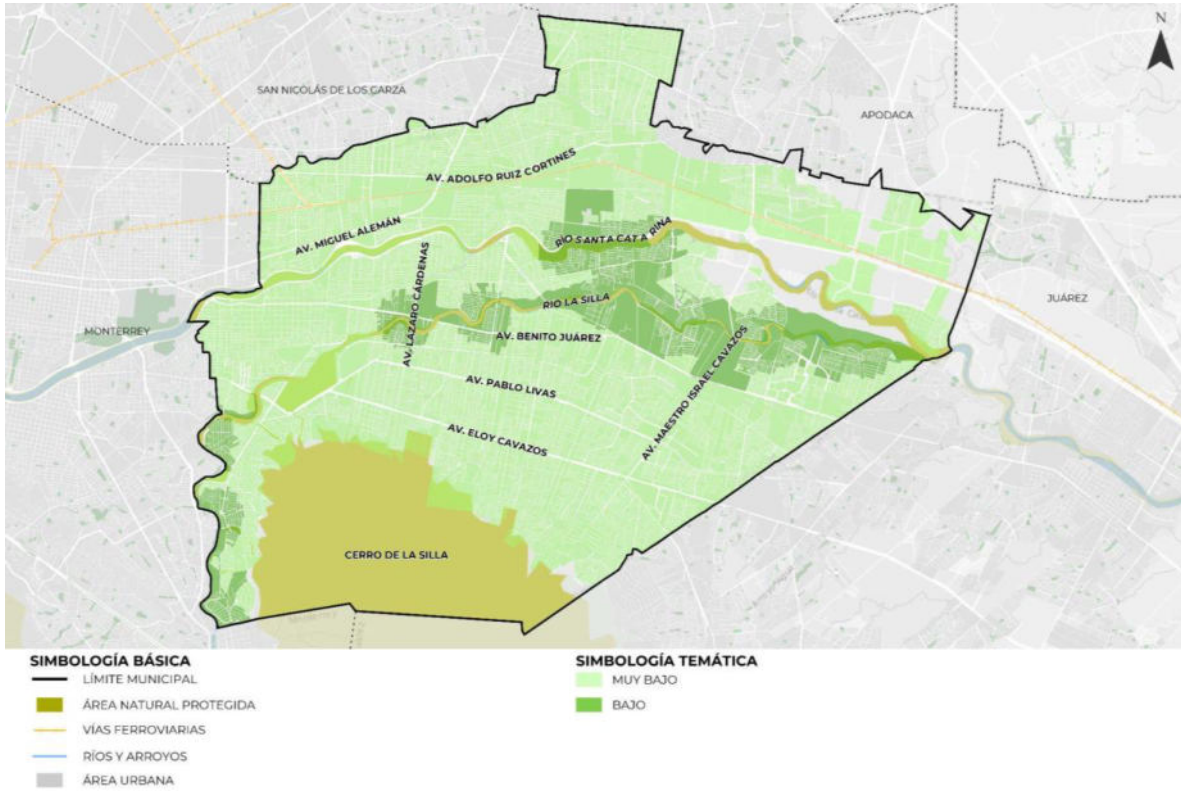 N
SAN NICOLÁS DE LOS GARZA
APODACA
AV. ADOLFO RUIZ CORTINES
AV. MIGUEL ALEMÁN
RÍO SANTA CATARINA
AV. LÁZARO CÁRDENAS
RIO LA SILLA
JUÁREZ
MONTERREY
AV. BENITO JUÁREZ
AV. PABLO LIVAS
AV. MAESTRO ISRAEL CAVAZOS
AV. ELOY CAVAZOS
CERRO DE LA SILLA
SIMBOLOGÍA BÁSICA
LÍMITE MUNICIPAL
ÁREA NATURAL PROTEGIDA
VÍAS FERROVIARIAS
RÍOS Y ARROYOS
ÁREA URBANA
SIMBOLOGÍA TEMÁTICA
MUY BAJO
BAJO